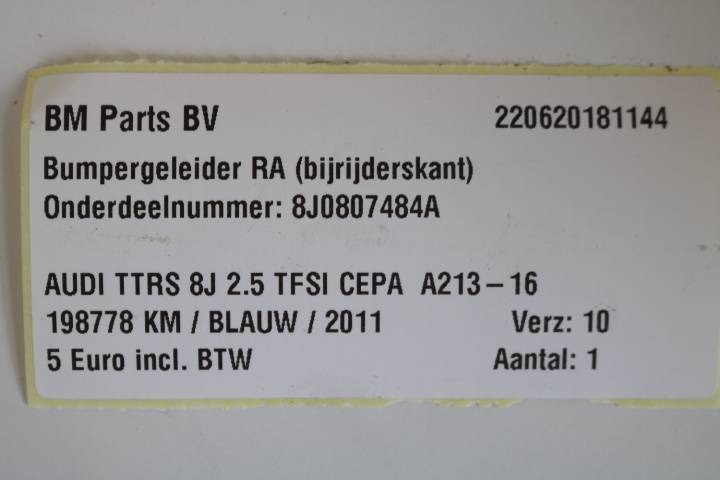 BM Parts BV 220620181144
Bumpergeleider RA (bijrijderskant)
Onderdeelnummer: 8J0807484A
AUDI TTRS 8J 2.5 TFSI CEPA A213-16
198778 KM / BLAUW / 2011 Verz: 10
5 Euro incl. BTW Aantal: 1